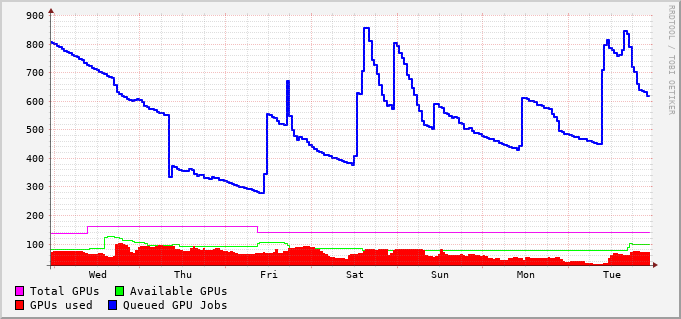 RRDTOOL / TOBI OETIKER
900
800
700
600
500
400
300
200
100
Wed Thu Fri Sat Sun Mon Tue
Total GPUs Available GPUs
GPUs used Queued GPU Jobs